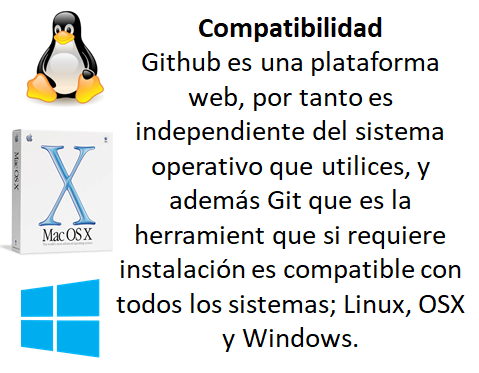 Compatibilidad
Github es una plataforma
web, por tanto es
independiente del sistema
operativo que utilices, y
además Git que es la
herramient que si requiere
instalación es compatible con
todos los sistemas; Linux, OSX
y Windows.
Mac OS X
X
Mac OS X